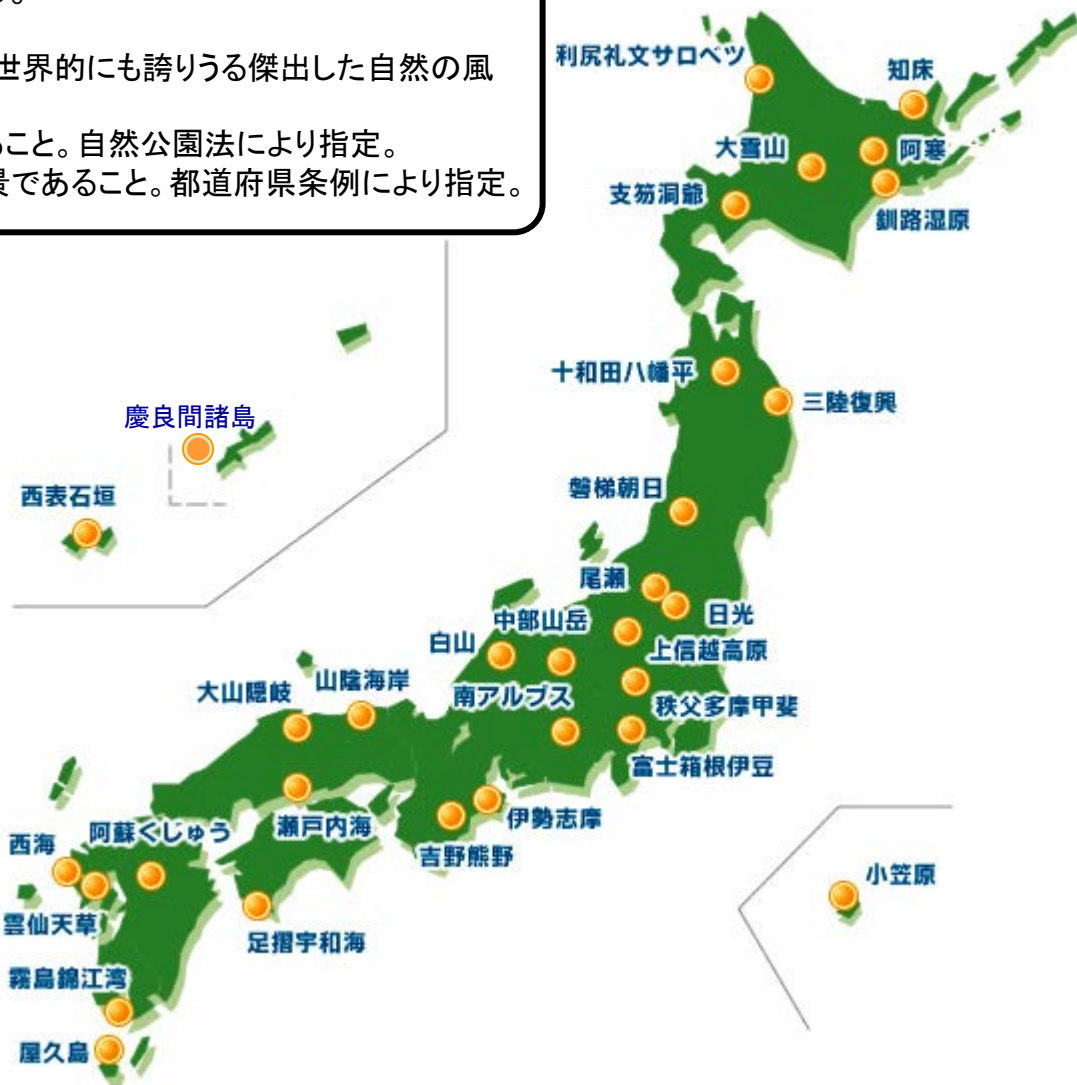 る。
世界的にも誇りうる傑出した自然の風
ること。自然公園法により指定。
景であること。都道府県条例により指定。
利尻礼文サロベツ
知床
大雪山
阿寒
支笏洞爺
釧路湿原
十和田八幡平
三陸復興
慶良間諸島
西表石垣
磐梯朝日
尾瀬
日光
中部山岳
白山
上信越高原
大山隠岐
山陰海岸
南アルプス
秩父多摩甲斐
富士箱根伊豆
瀬戸内海
伊勢志摩
吉野熊野
西海
阿蘇くじゅう
雲仙天草
足摺宇和海
小笠原
霧島錦江湾
屋久島